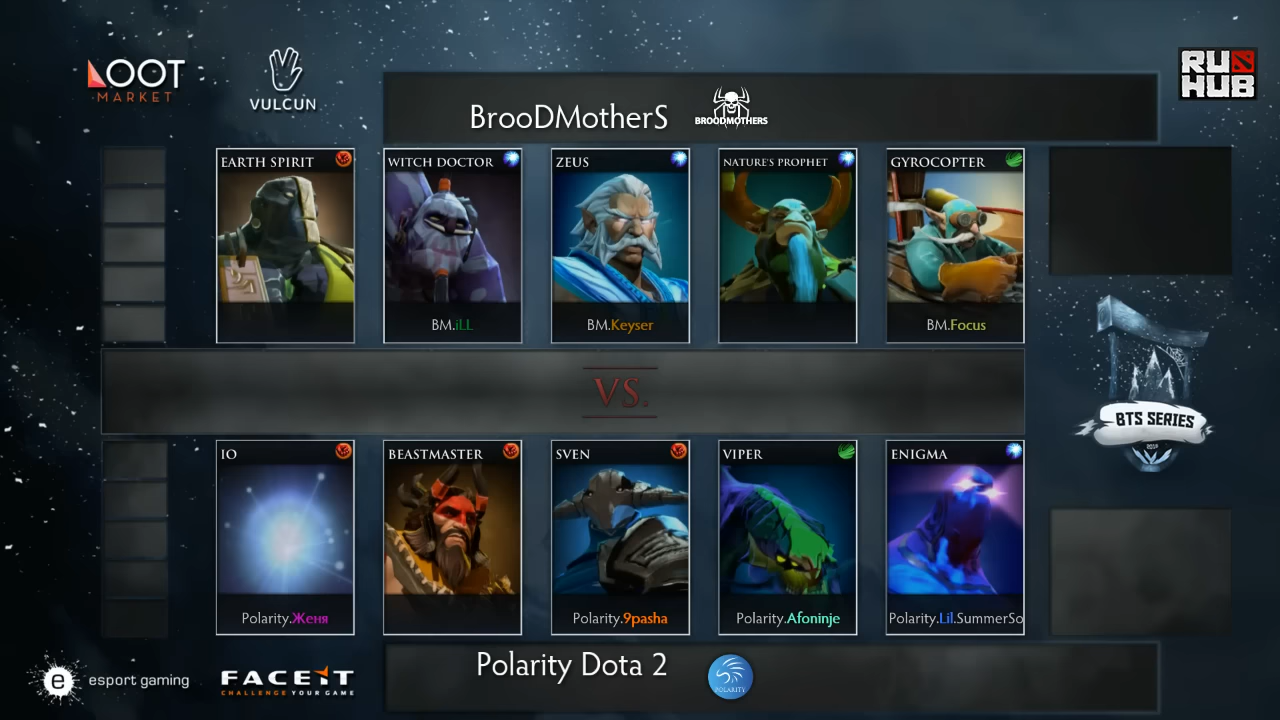 LOOT
MARKET
VULCUN
BrooDMotherS
BROODMOTHERS
RU
HUB
EARTH SPIRIT
WITCH DOCTOR
ZEUS
NATURE'S PROPHET
GYROCOPTER
BM.iLL
BM.Keyser
BM.Focus
VS.
BTS SERIES
IO
BEASTMASTER
SVEN
VIPER
ENIGMA
Polarity.Женя
Polarity.9pasha
Polarity.Afoninje
Polarity.Lil.SummerSo
e esport gaming
FACEIT
CHALLENGE YOUR GAME
Polarity Dota 2
POLARITY